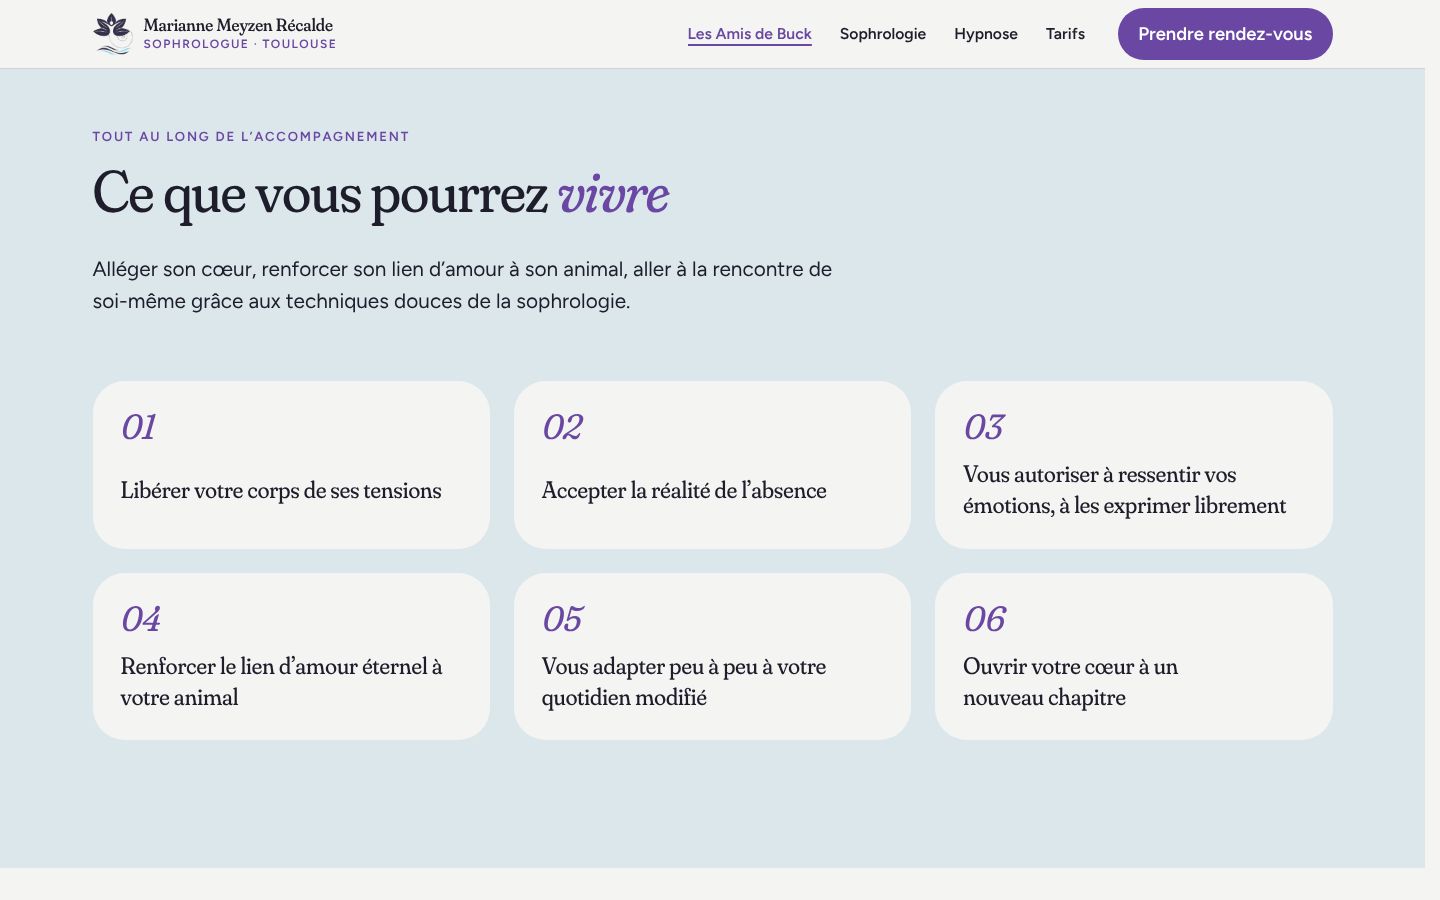 Marianne Meyzen Récalde
SOPHROLOGUE · TOULOUSE
Les Amis de Buck
Sophrologie
Hypnose
Tarifs
Prendre rendez-vous
TOUT AU LONG DE L’ACCOMPAGNEMENT
Ce que vous pourrez vivre
Alléger son cœur, renforcer son lien d’amour à son animal, aller à la rencontre de
soi-même grâce aux techniques douces de la sophrologie.
01
Libérer votre corps de ses tensions
02
Accepter la réalité de l’absence
03
Vous autoriser à ressentir vos
émotions, à les exprimer librement
04
Renforcer le lien d’amour éternel à
votre animal
05
Vous adapter peu à peu à votre
quotidien modifié
06
Ouvrir votre cœur à un
nouveau chapitre